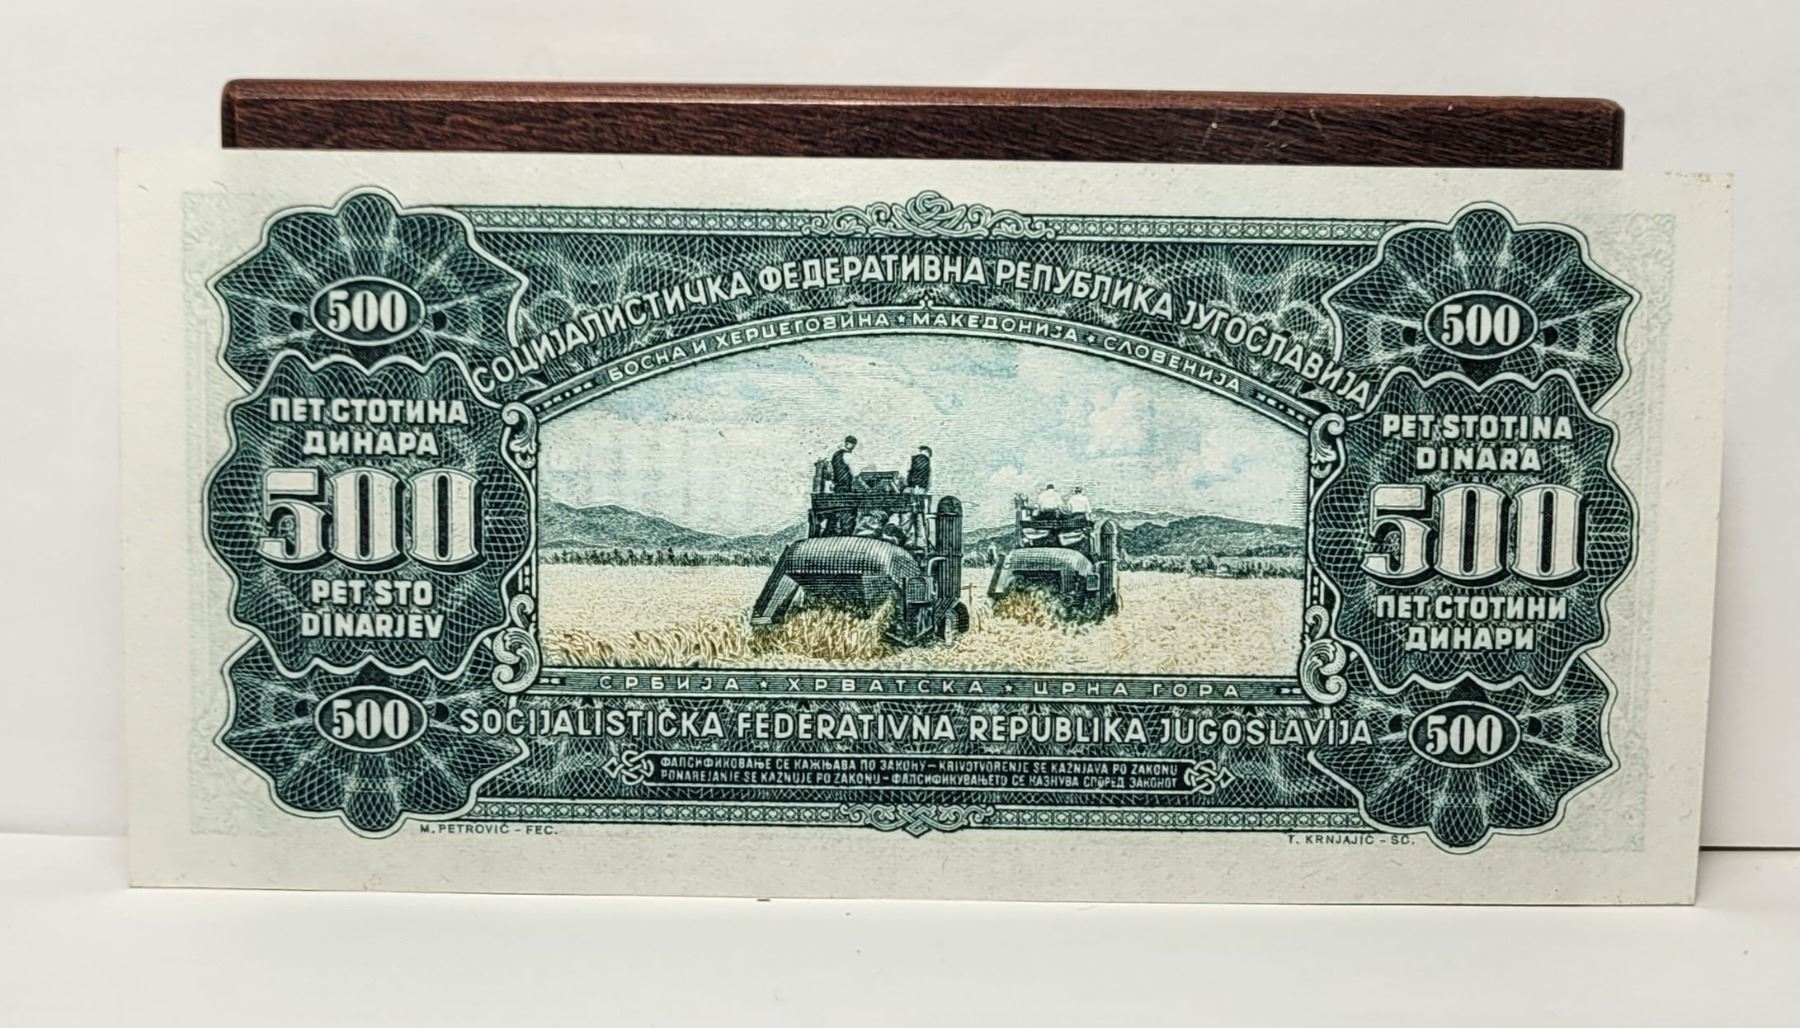 СОЦИЈАЛИСТИЧКА ФЕДЕРАТИВНА РЕПУБЛИКА ЈУГОСЛАВИЈА
БОСНА И ХЕРЦЕГОВИНА ★ МАКЕДОНИЈА ★ СЛОВЕНИЈА
500
500
ПЕТ СТОТИНА
ДИНАРА
500
PET STO
DINARJEV
PET STOTINA
DINARA
500
ПЕТ СТОТИНИ
ДИНАРИ
СРБИЈА ★ ХРВАТСКА ★ ЦРНА ГОРА
500
SOCIJALISTIČKA FEDERATIVNA REPUBLIKA JUGOSLAVIJA
500
ФАЛСИФИКОВАЊЕ СЕ КАЖЊАВА ПО ЗАКОНУ – KRIVOTVORENJE SE KAŽNJAVA PO ZAKONU
PONAREJANJE SE KAZNUJE PO ZAKONU – ФАЛСИФИКУВАЊЕТО СЕ КАЗНУВА СПОРЕД ЗАКОНОТ
M. PETROVIĆ – FEC.
T. KRNJAJIĆ – SC.